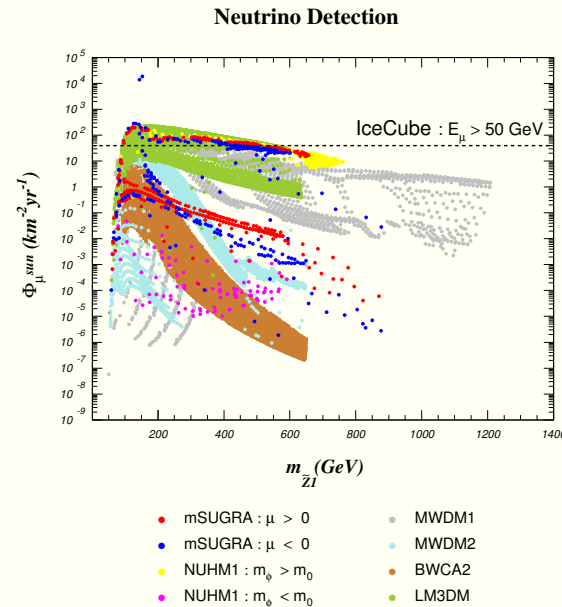 Neutrino Detection
10^5
10^4
10^3
10^2
10
1
10^-1
10^-2
10^-3
10^-4
10^-5
10^-6
10^-7
10^-8
10^-9
Φ_μ^sun (km^-2 yr^-1)
IceCube : E_μ > 50 GeV
200 400 600 800 1000 1200 1400
m_Z̃1 (GeV)
mSUGRA : μ > 0
mSUGRA : μ < 0
NUHM1 : m_ϕ > m_0
NUHM1 : m_ϕ < m_0
MWDM1
MWDM2
BWCA2
LM3DM